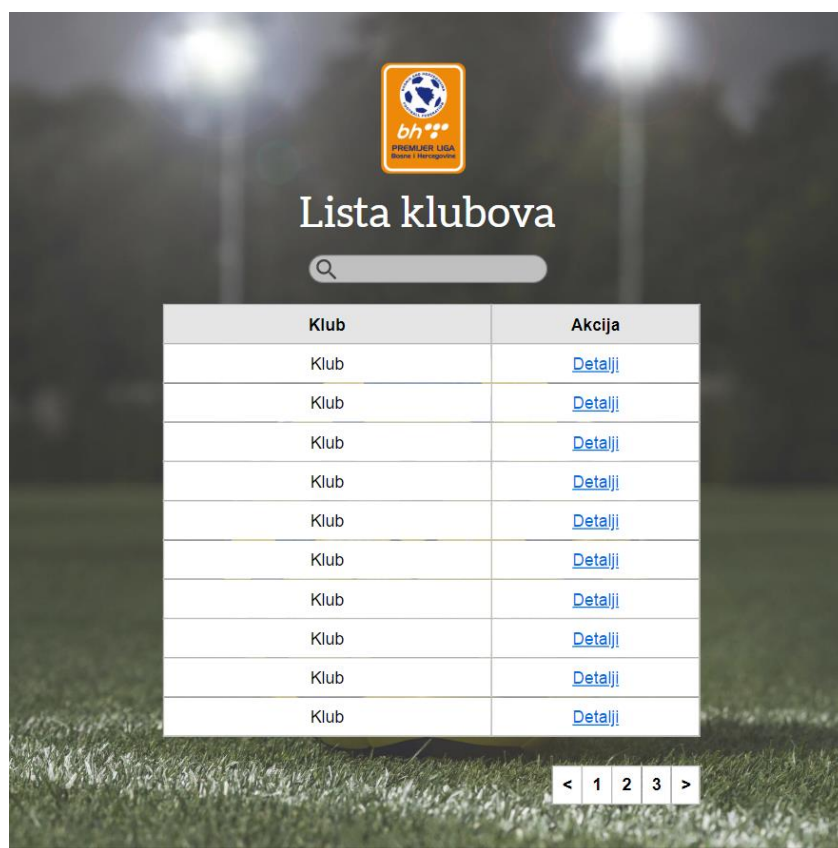 bh
PREMIJER LIGA
Bosne i Hercegovine
Lista klubova
Klub Akcija
Klub Detalji
Klub Detalji
Klub Detalji
Klub Detalji
Klub Detalji
Klub Detalji
Klub Detalji
Klub Detalji
Klub Detalji
Klub Detalji
< 1 2 3 >